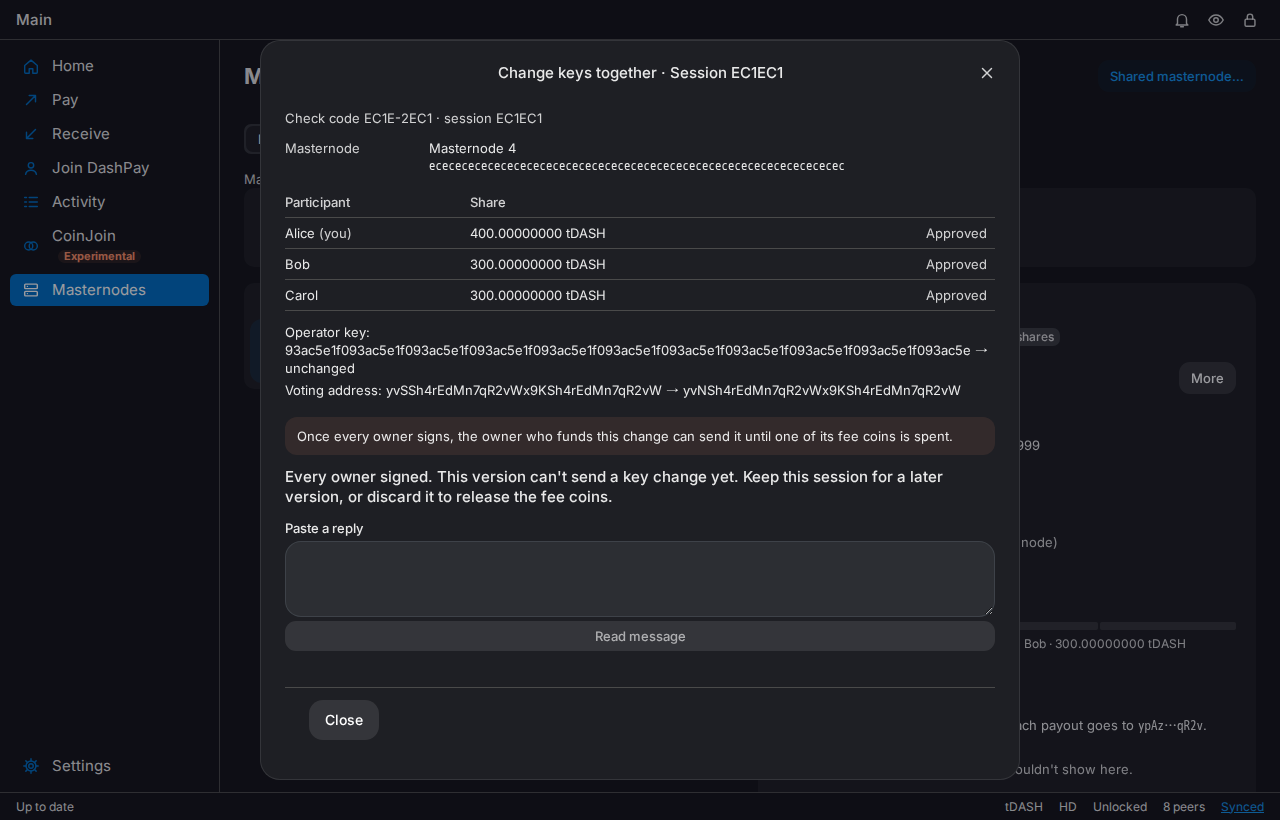 Main
Home
Pay
Receive
Join DashPay
Activity
CoinJoin
Experimental
Masternodes
Settings
Shared masternode...
Change keys together · Session EC1EC1
Check code EC1E-2EC1 · session EC1EC1
Masternode
Masternode 4
ecececececececececececececececececececececececececececececececec
Participant Share
Alice (you) 400.00000000 tDASH Approved
Bob 300.00000000 tDASH Approved
Carol 300.00000000 tDASH Approved
Operator key:
93ac5e1f093ac5e1f093ac5e1f093ac5e1f093ac5e1f093ac5e1f093ac5e1f093ac5e1f093ac5e1f093ac5e1f093ac5e →
unchanged
Voting address: yvSSh4rEdMn7qR2vWx9KSh4rEdMn7qR2vW → yvNSh4rEdMn7qR2vWx9KSh4rEdMn7qR2vW
Once every owner signs, the owner who funds this change can send it until one of its fee coins is spent.
Every owner signed. This version can't send a key change yet. Keep this session for a later
version, or discard it to release the fee coins.
Paste a reply
Read message
Close
shares
More
999
node)
Bob · 300.00000000 tDASH
ach payout goes to ypAz…qR2v.
ouldn't show here.
Up to date
tDASH HD Unlocked 8 peers Synced